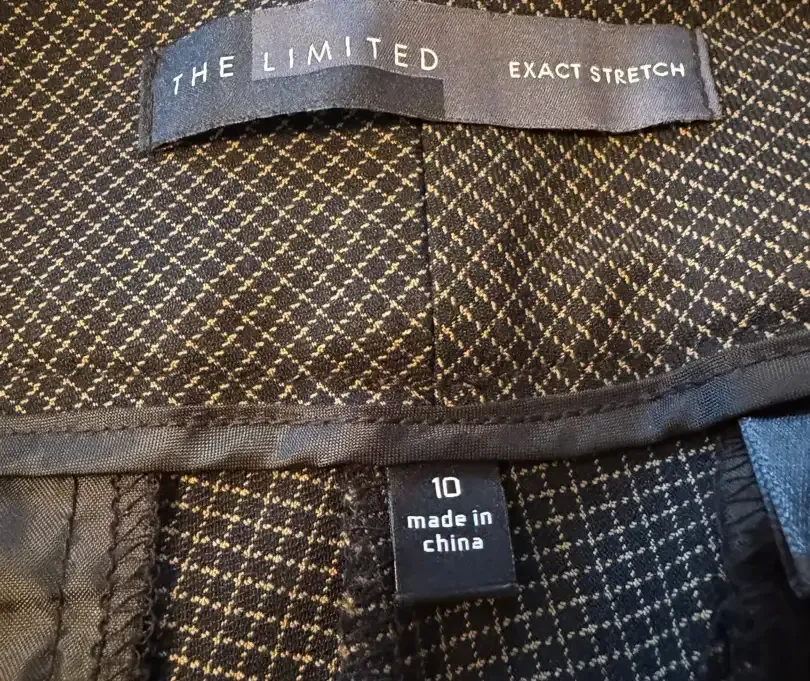 THE LIMITED EXACT STRETCH
10
made in
china